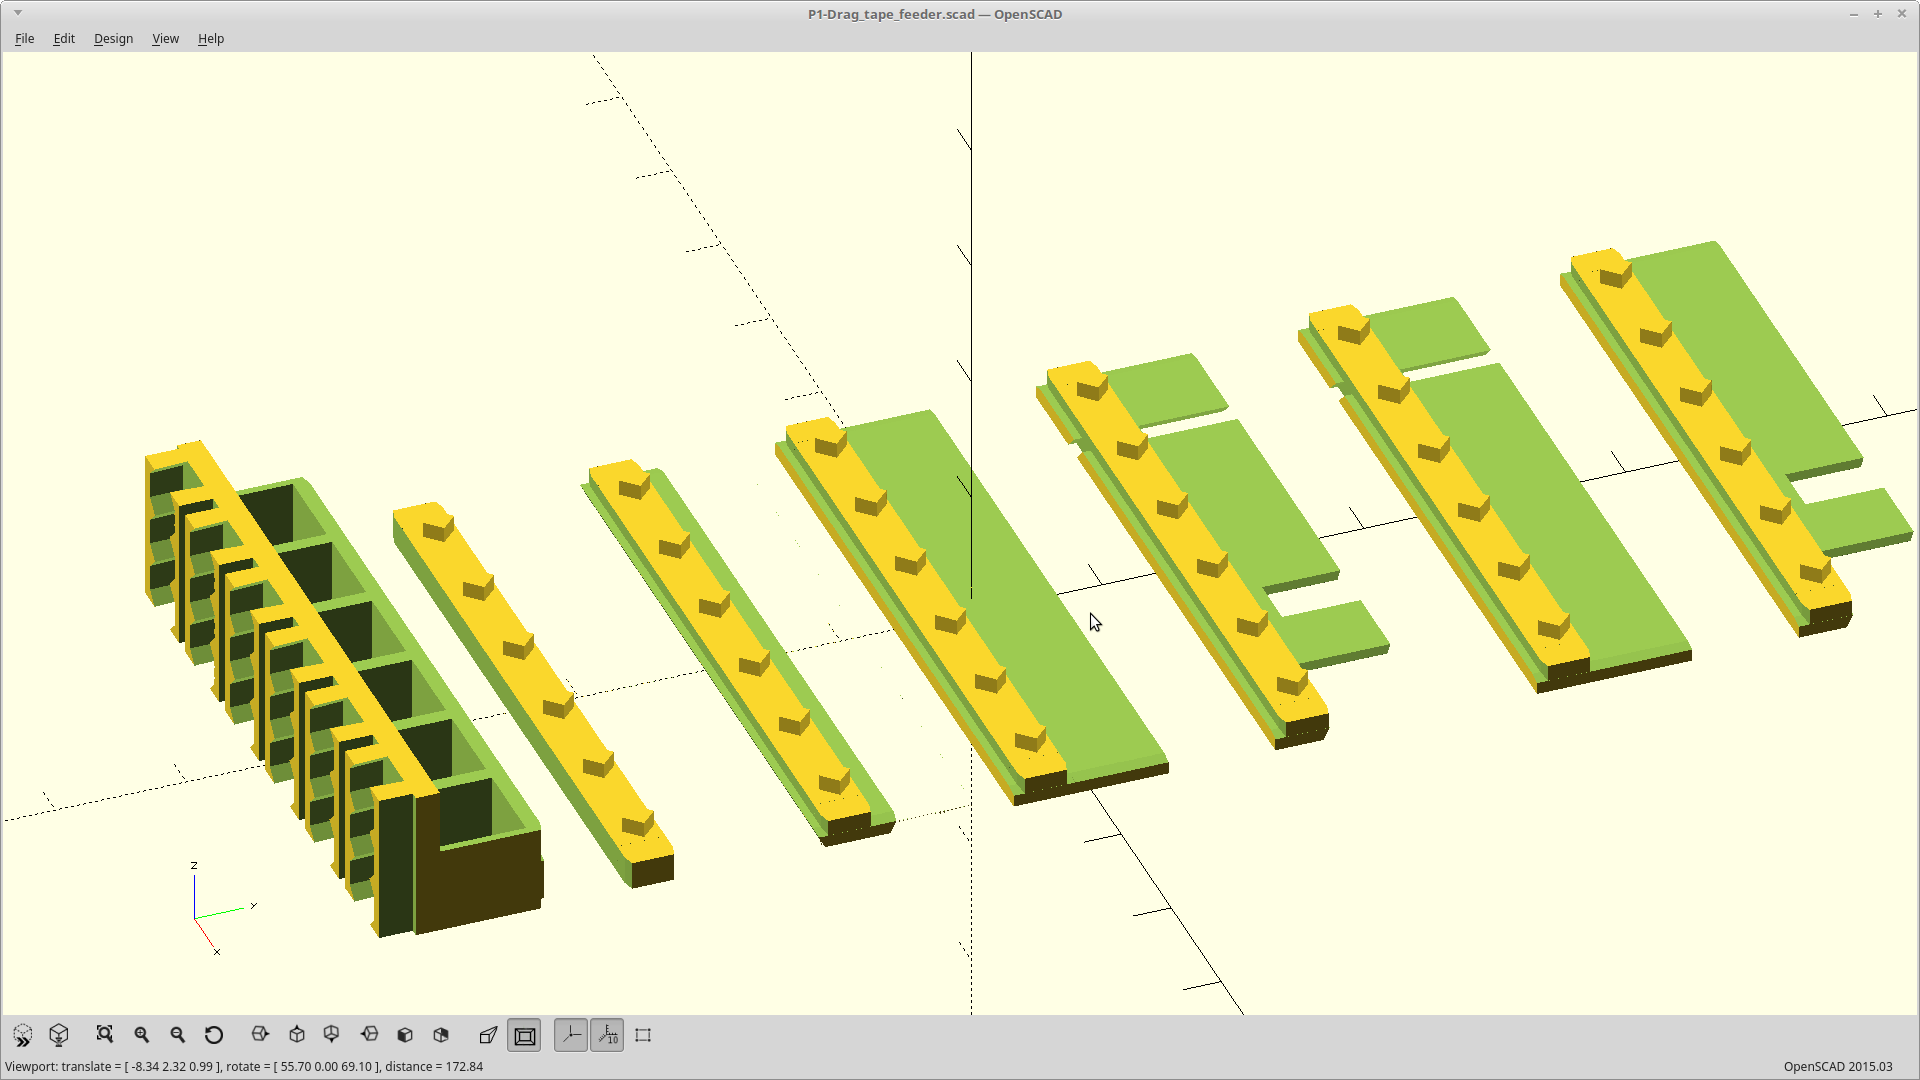 P1-Drag_tape_feeder.scad — OpenSCAD
File Edit Design View Help
z
y
x
10
Viewport: translate = [ -8.34 2.32 0.99 ], rotate = [ 55.70 0.00 69.10 ], distance = 172.84
OpenSCAD 2015.03